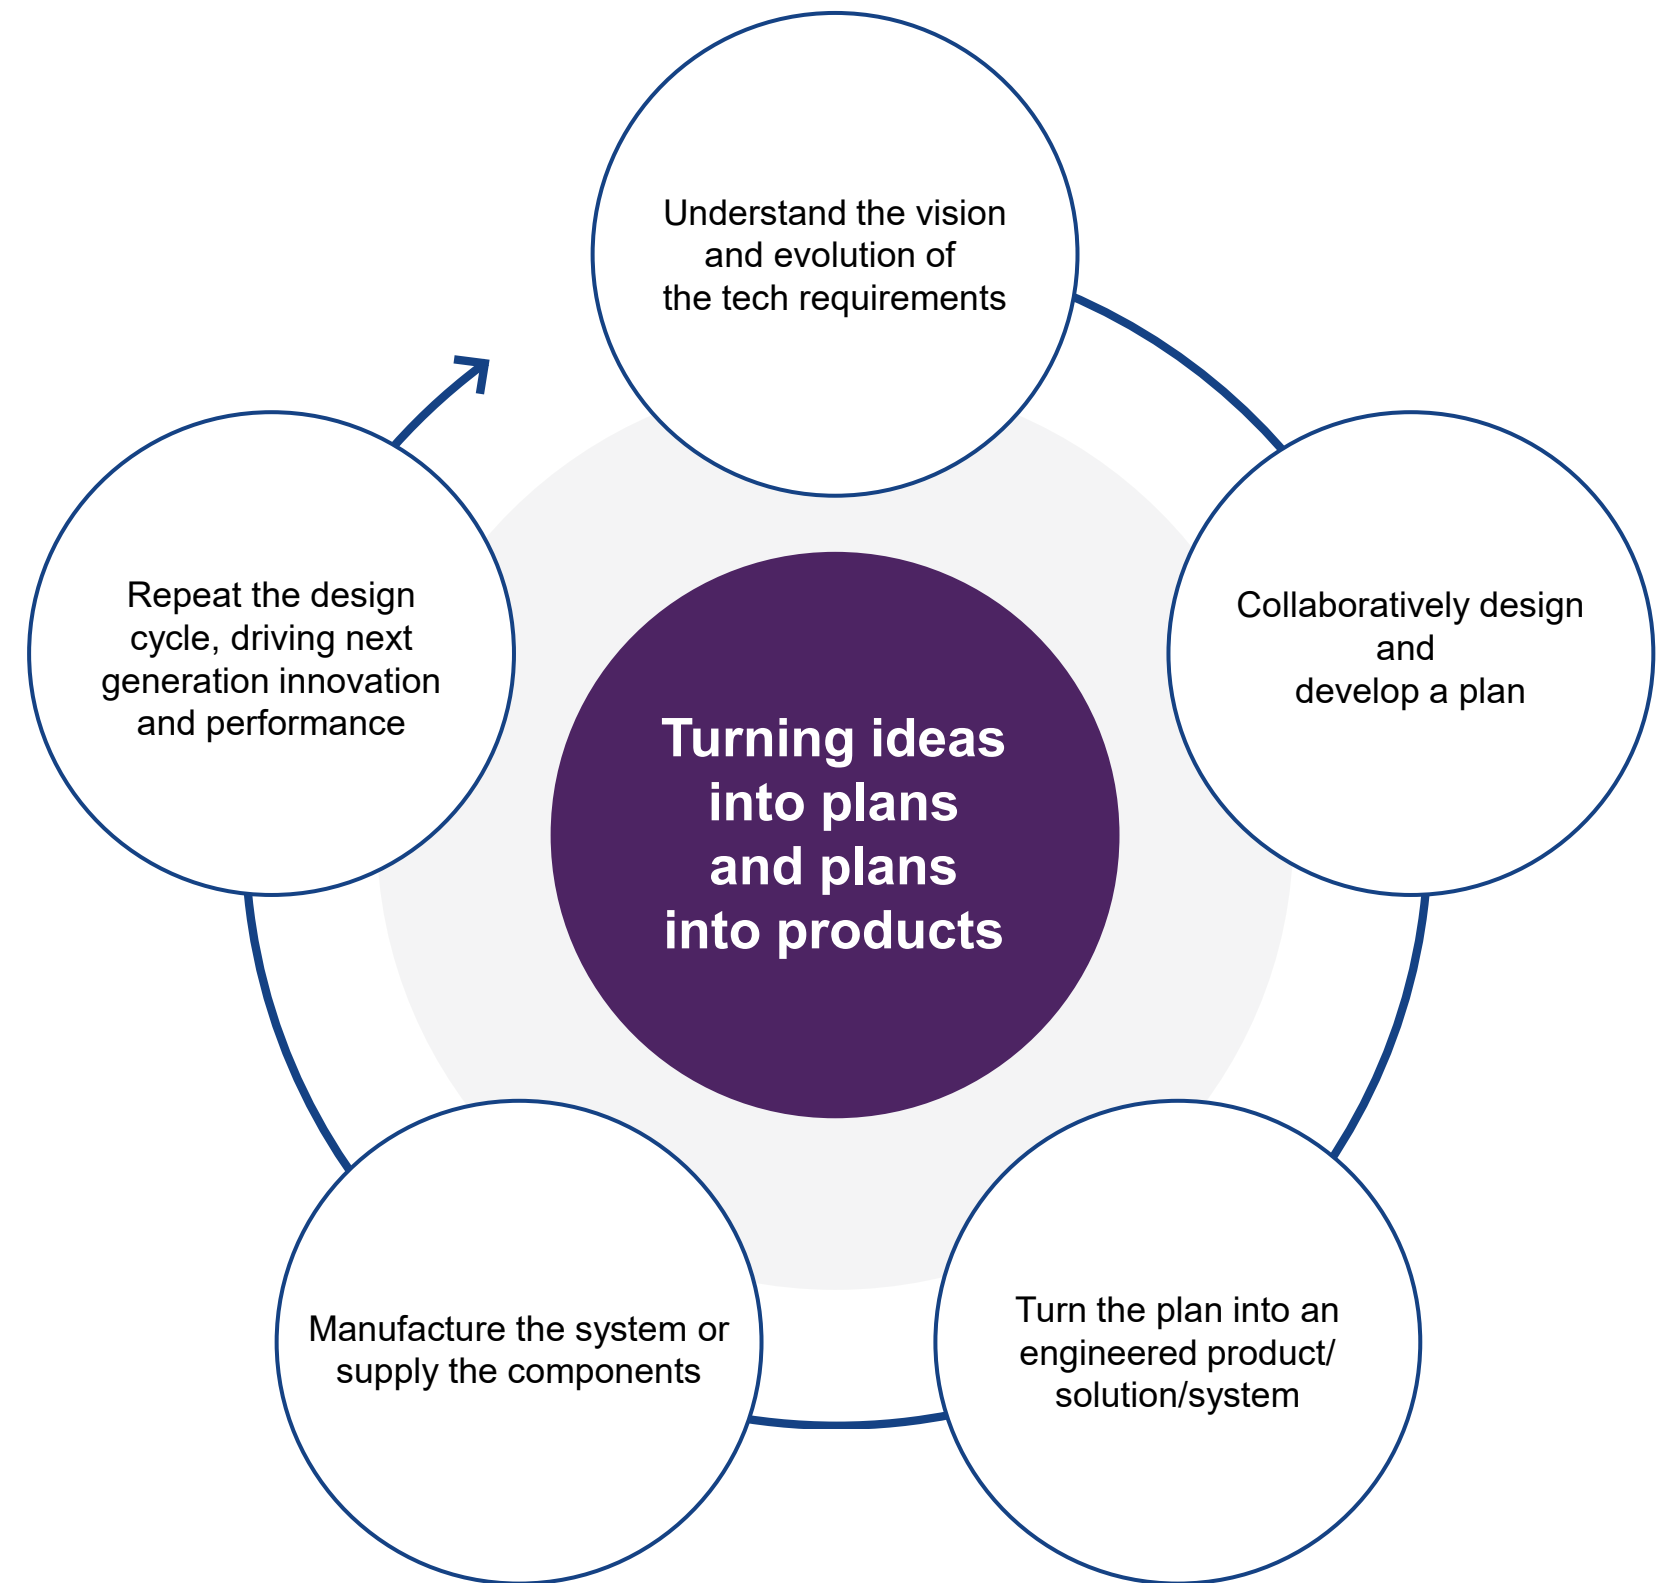 Understand the vision
and evolution of
the tech requirements
Collaboratively design
and
develop a plan
Turn the plan into an
engineered product/
solution/system
Manufacture the system or
supply the components
Repeat the design
cycle, driving next
generation innovation
and performance
Turning ideas
into plans
and plans
into products